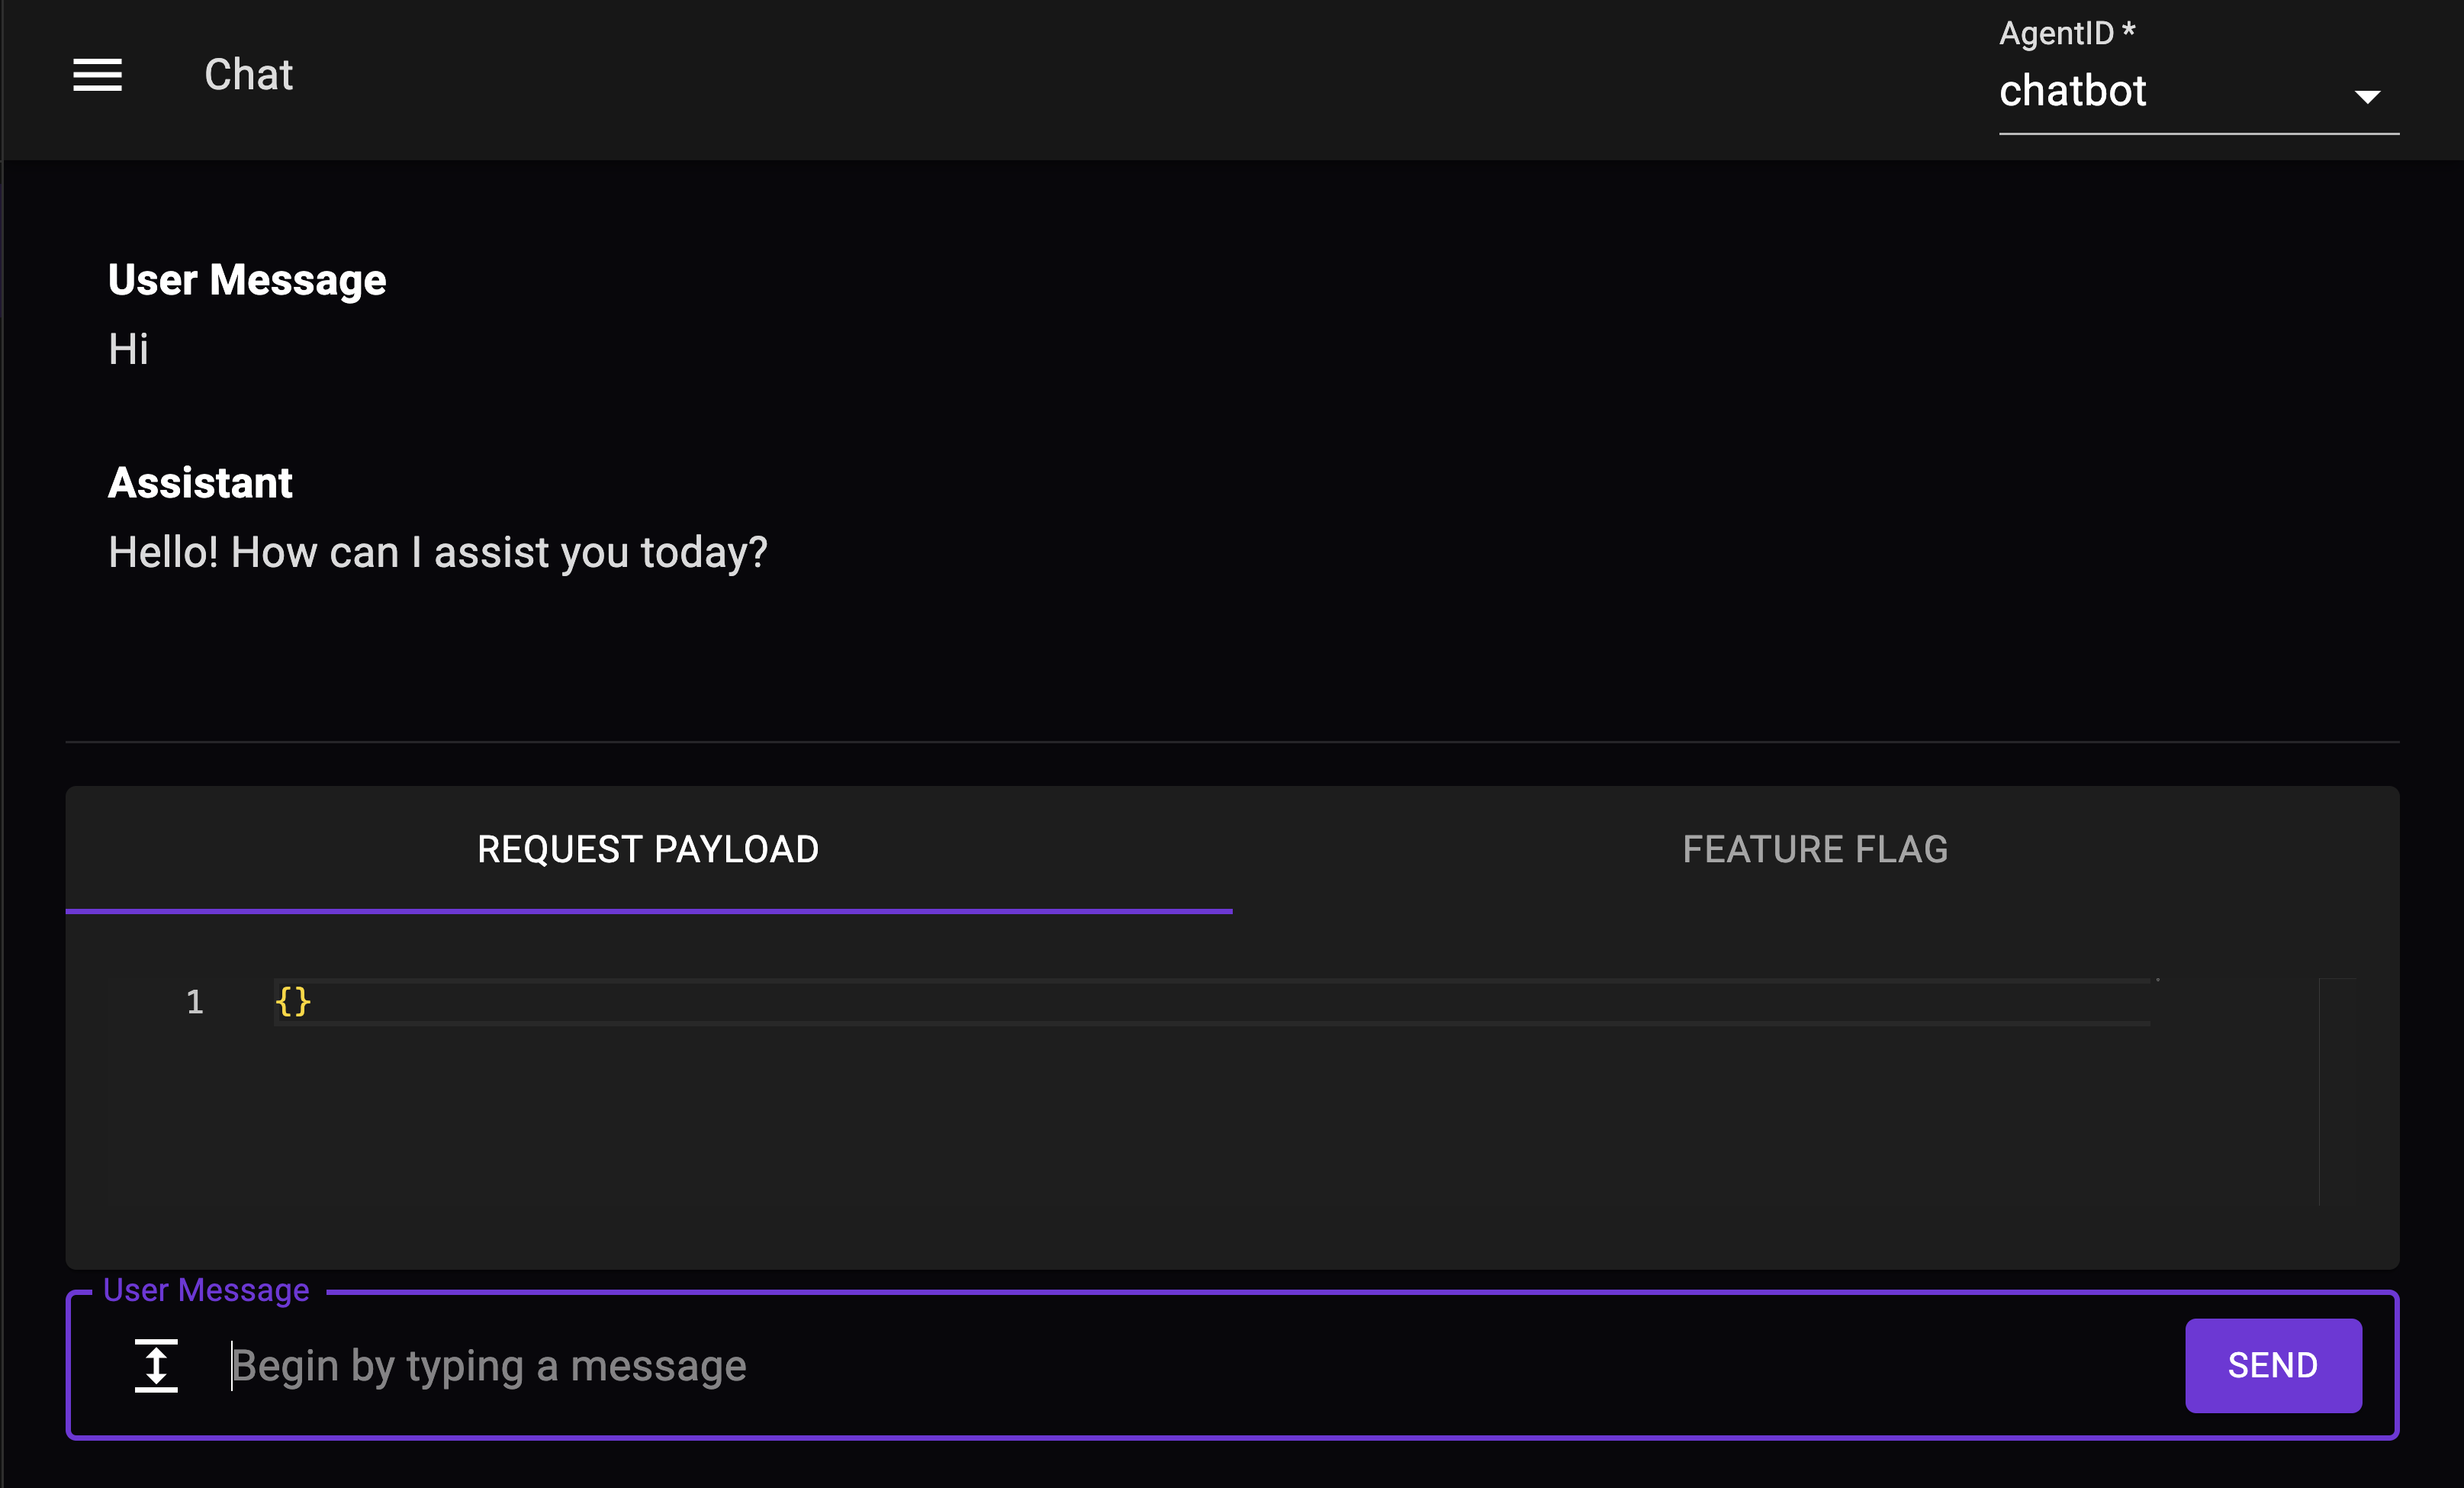 Chat
AgentID *
chatbot
User Message
Hi
Assistant
Hello! How can I assist you today?
REQUEST PAYLOAD
FEATURE FLAG
1 {}
User Message
Begin by typing a message
SEND